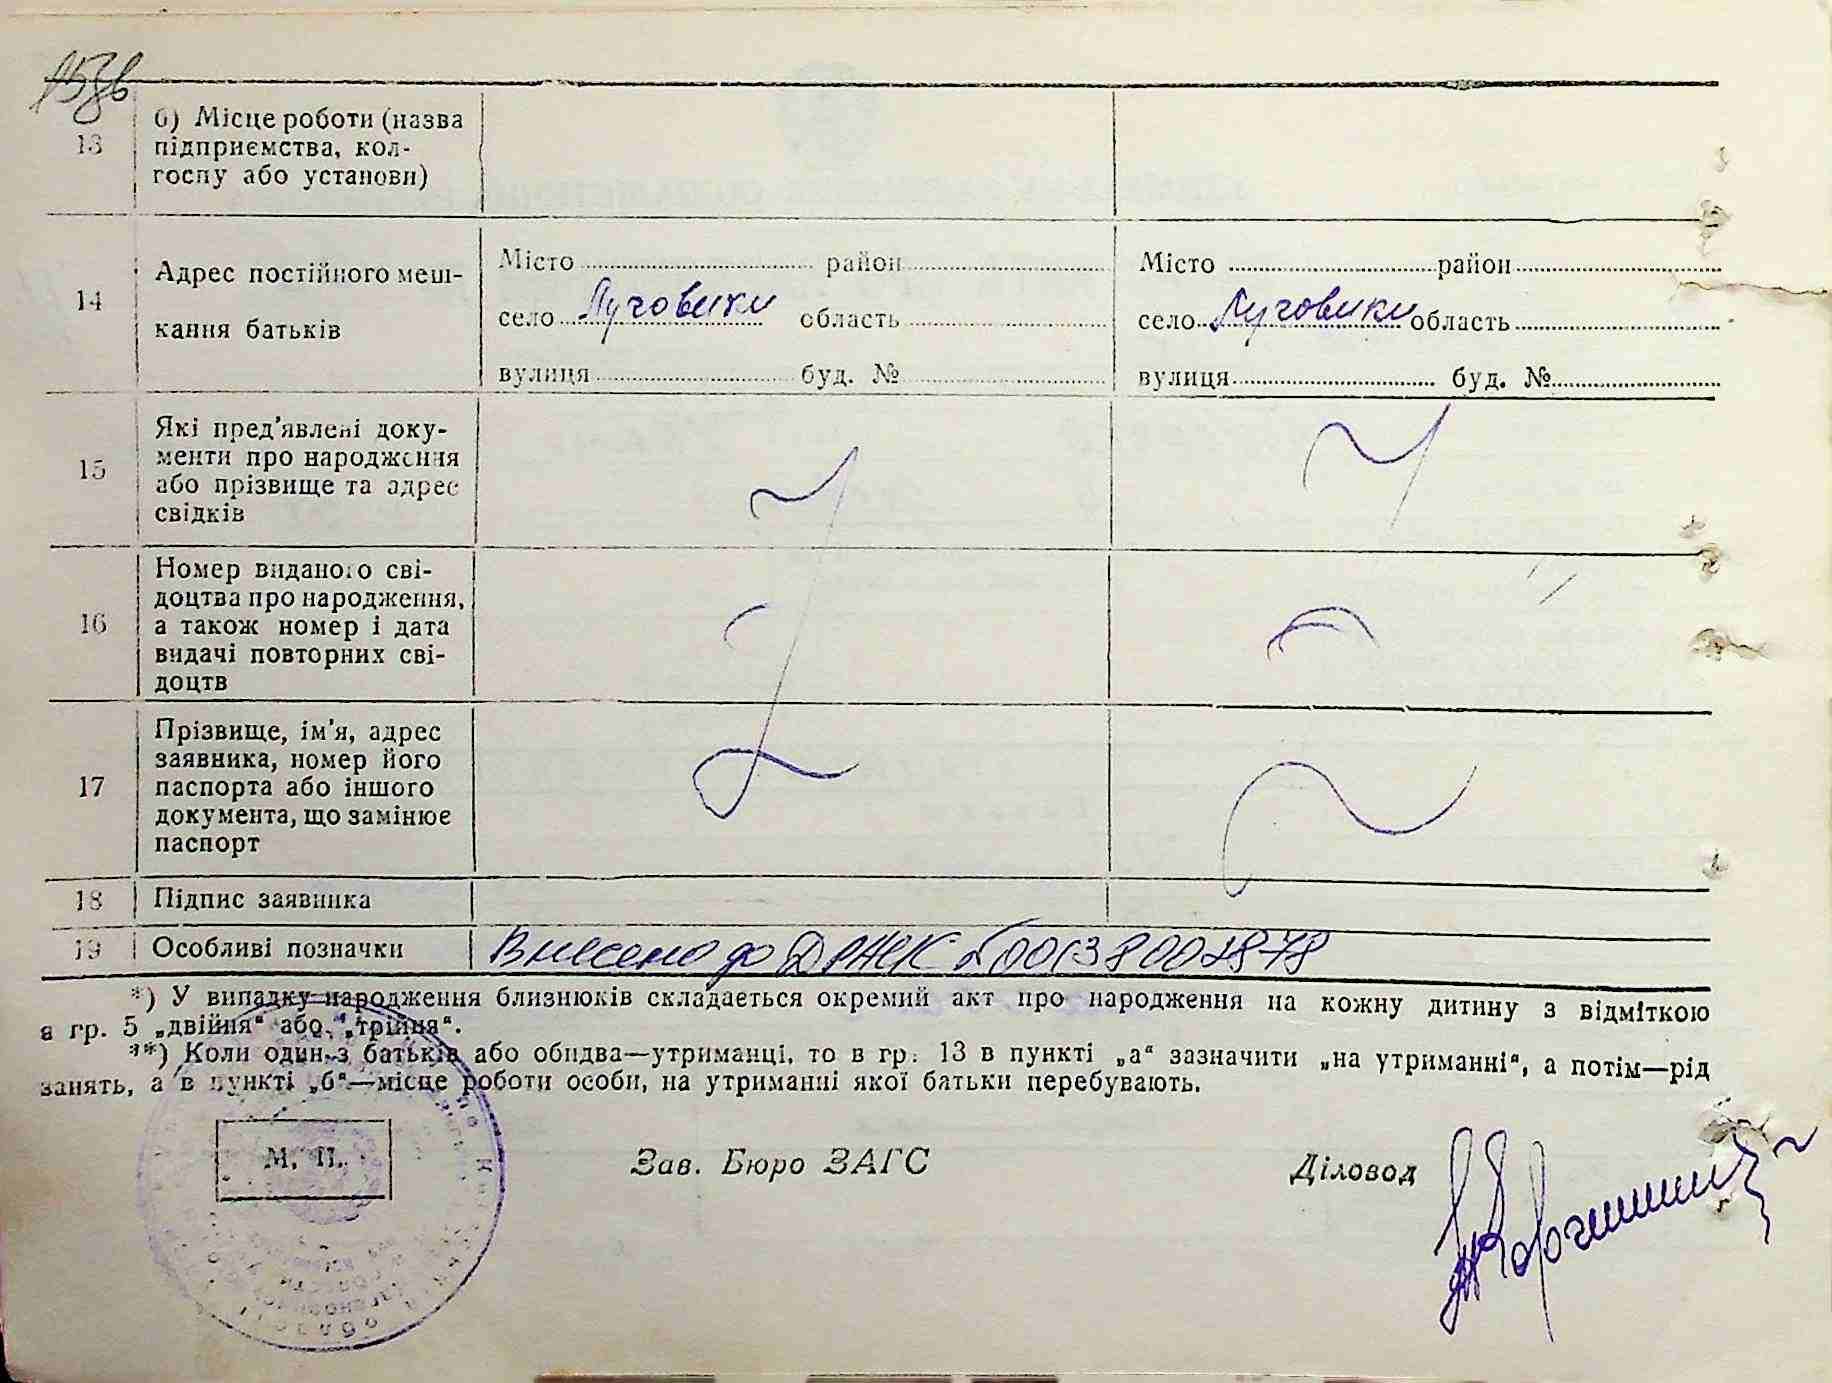 153в
13 б) Місце роботи (назва
підприємства, кол-
госпу або установи)
14 Адрес постійного меш-
кання батьків
Місто район
село Луговики область
вулиця буд. №
Місто район
село Луговики область
вулиця буд. №
15 Які пред’явлені доку-
менти про народження
або прізвище та адрес
свідків
16 Номер виданого сві-
доцтва про народження,
а також номер і дата
видачі повторних сві-
доцтв
17 Прізвище, ім’я, адрес
заявника, номер його
паспорта або іншого
документа, що замінює
паспорт
18 Підпис заявника
19 Особливі позначки Внесено до ДРАЦС
*) У випадку народження близнюків складається окремий акт про народження на кожну дитину з відміткою
в гр. 5 „двійня“ або „трійня“.
**) Коли один з батьків або обидва—утриманці, то в гр. 13 в пункті „а“ зазначити „на утриманні“, а потім—рід
занять, а в пункті „б“—місце роботи особи, на утриманні якої батьки перебувають.
М. П.
Зав. Бюро ЗАГС
Діловод